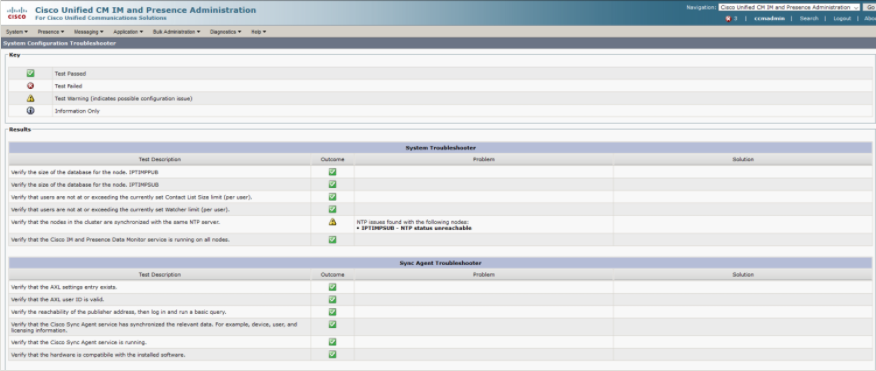 Cisco Unified CM IM and Presence Administration
For Cisco Unified Communications Solutions
CISCO
Navigation: Cisco Unified CM IM and Presence Administration Go
3 | ccmadmin | Search | Logout | Abou
System Presence Messaging Application Bulk Administration Diagnostics Help
System Configuration Troubleshooter
Key
Test Passed
Test Failed
Test Warning (indicates possible configuration issue)
Information Only
Results
System Troubleshooter
Test Description Outcome Problem Solution
Verify the size of the database for the node. IPTIMPPUB
Verify the size of the database for the node. IPTIMPSUB
Verify that users are not at or exceeding the currently set Contact List Size limit (per user).
Verify that users are not at or exceeding the currently set Watcher limit (per user).
Verify that the nodes in the cluster are synchronized with the same NTP server. NTP issues found with the following nodes:
• IPTIMPSUB - NTP status unreachable
Verify that the Cisco IM and Presence Data Monitor service is running on all nodes.
Sync Agent Troubleshooter
Test Description Outcome Problem Solution
Verify that the AXL settings entry exists.
Verify that the AXL user ID is valid.
Verify the reachability of the publisher address, then log in and run a basic query.
Verify that the Cisco Sync Agent service has synchronized the relevant data. For example, device, user, and
licensing information.
Verify that the Cisco Sync Agent service is running.
Verify that the hardware is compatible with the installed software.